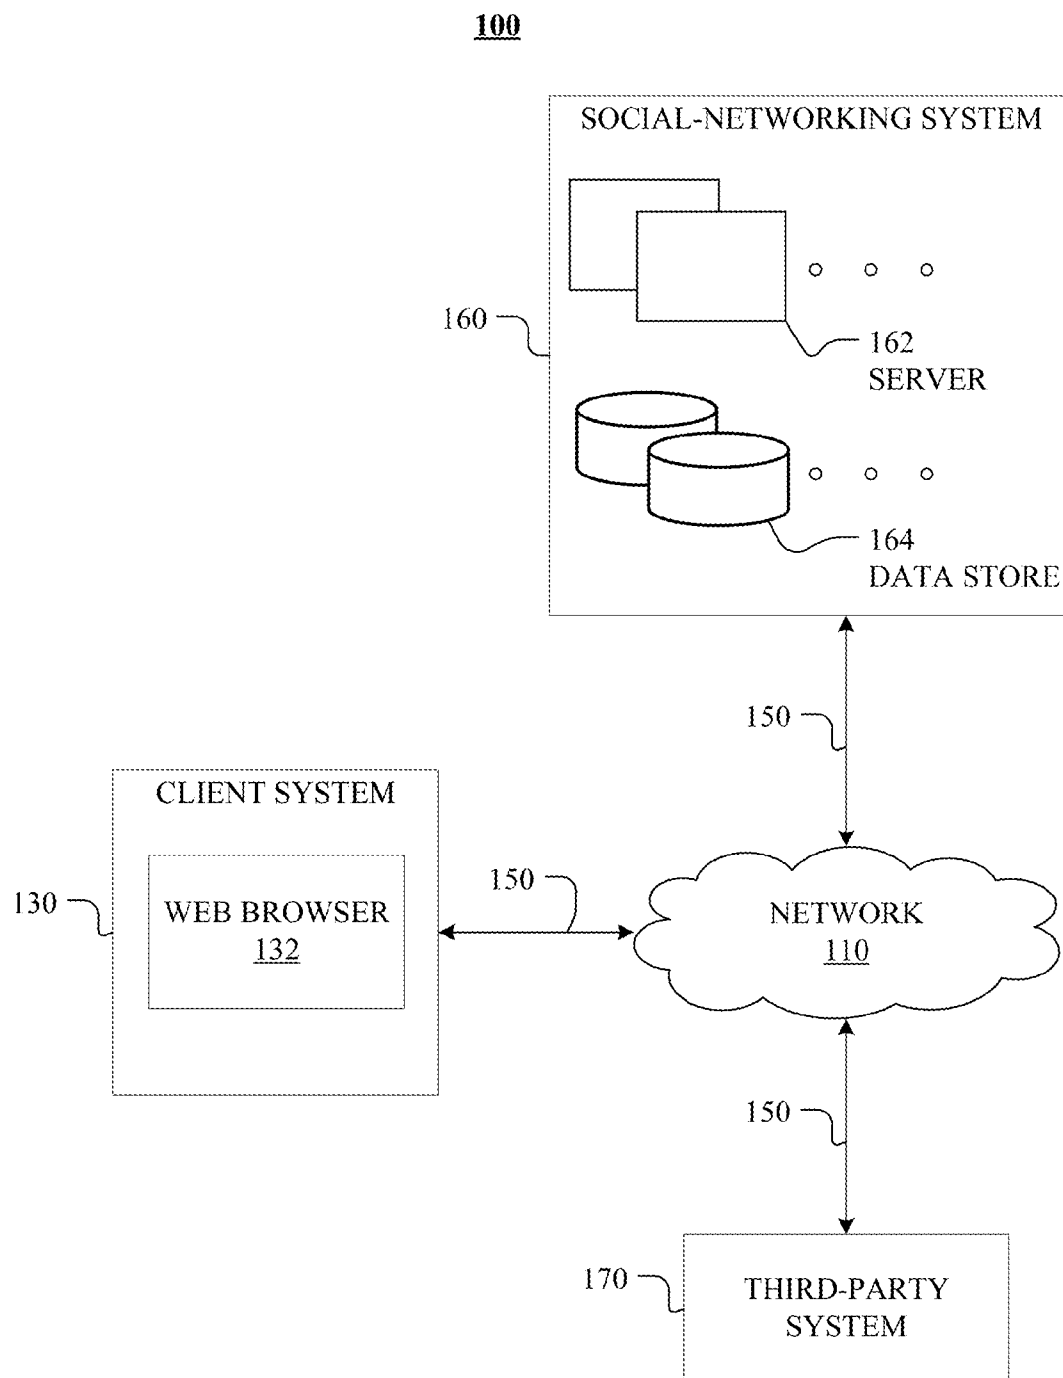 100
SOCIAL-NETWORKING SYSTEM
160
162
SERVER
164
DATA STORE
150
CLIENT SYSTEM
130
WEB BROWSER
132
150
NETWORK
110
150
170
THIRD-PARTY
SYSTEM